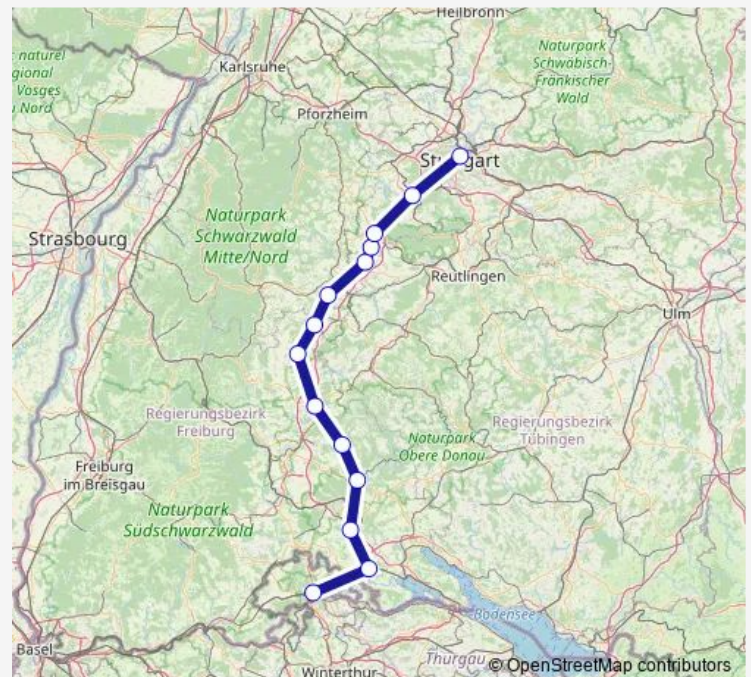 Heilbronn
c naturel
gional
Vosges
u Nord
Karlsruhe
Naturpark
Schwäbisch-
Fränkischer
Wald
Pforzheim
Naturpark
Schwarzwald
Mitte/Nord
Strasbourg
Reutlingen
Ulm
Regierungsbezirk
Freiburg
Regierungsbezirk
Tübingen
Naturpark
Obere Donau
Freiburg
im Breisgau
Naturpark
Südschwarzwald
Bodensee
Basel
Thurgau
Winterthur
© OpenStreetMap contributors